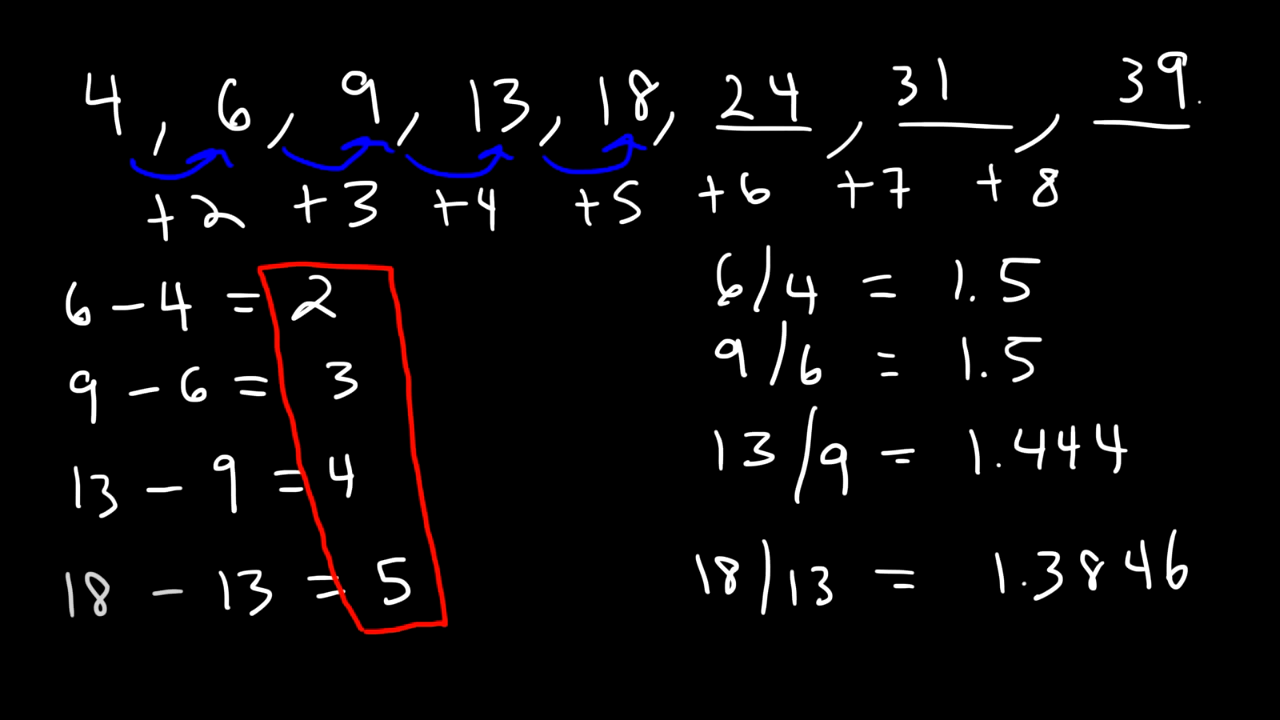 4, 6, 9, 13, 18, 24, 31, 39.
+2 +3 +4 +5 +6 +7 +8
6 - 4 = 2
9 - 6 = 3
13 - 9 = 4
18 - 13 = 5
6/4 = 1.5
9/6 = 1.5
13/9 = 1.444
18/13 = 1.3846